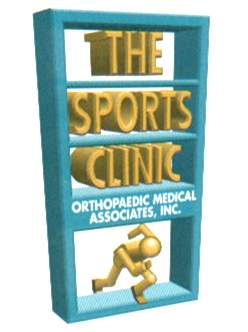 THE
SPORTS
CLINIC
ORTHOPAEDIC MEDICAL
ASSOCIATES, INC.